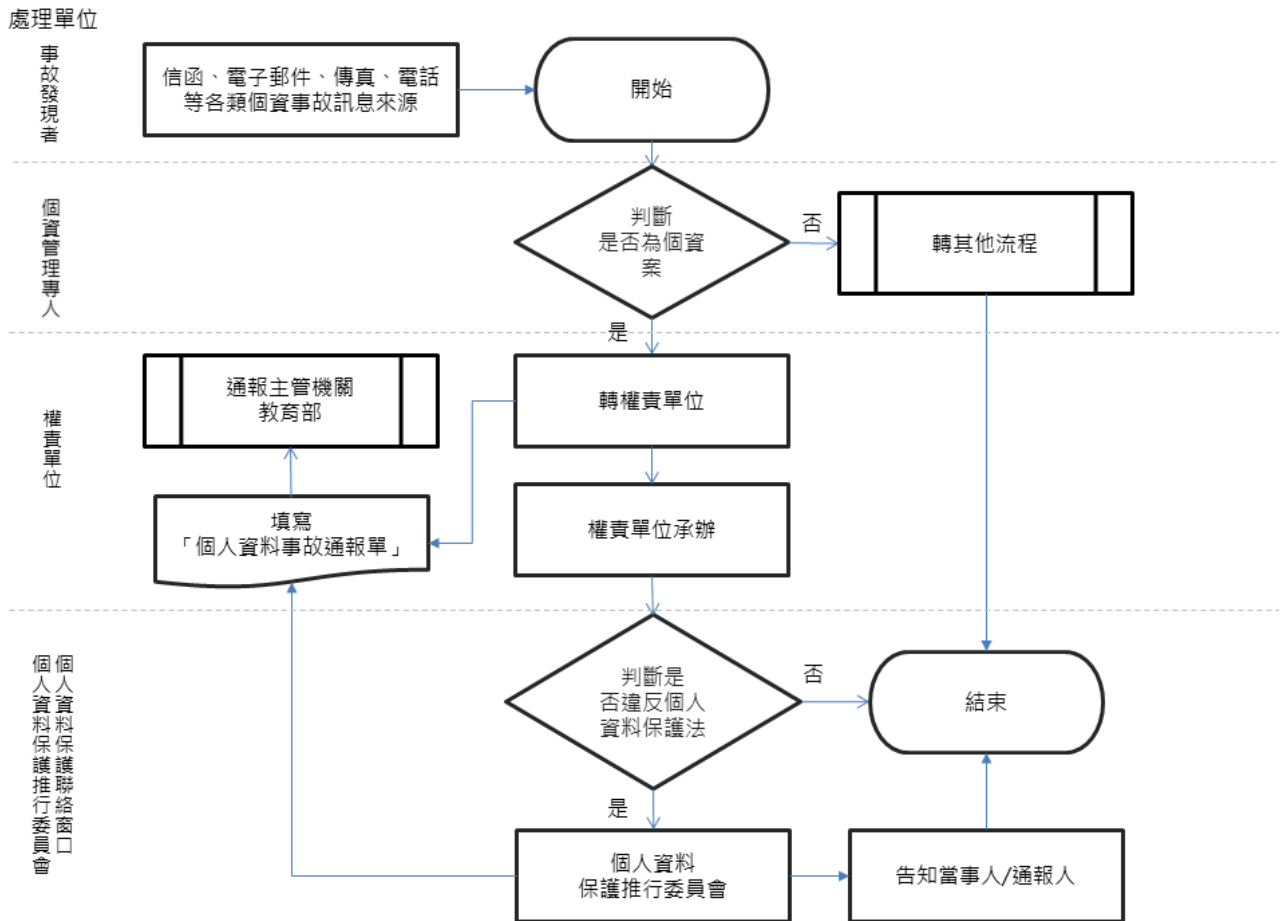 處理單位
事故發現者
信函、電子郵件、傳真、電話
等各類個資事故訊息來源
開始
個資管理專人
判斷
是否為個資
案
否
轉其他流程
是
權責單位
通報主管機關
教育部
轉權責單位
填寫
「個人資料事故通報單」
權責單位承辦
個人資料保護聯絡窗口
個人資料保護推行委員會
判斷是
否違反個人
資料保護法
否
結束
是
個人資料
保護推行委員會
告知當事人/通報人